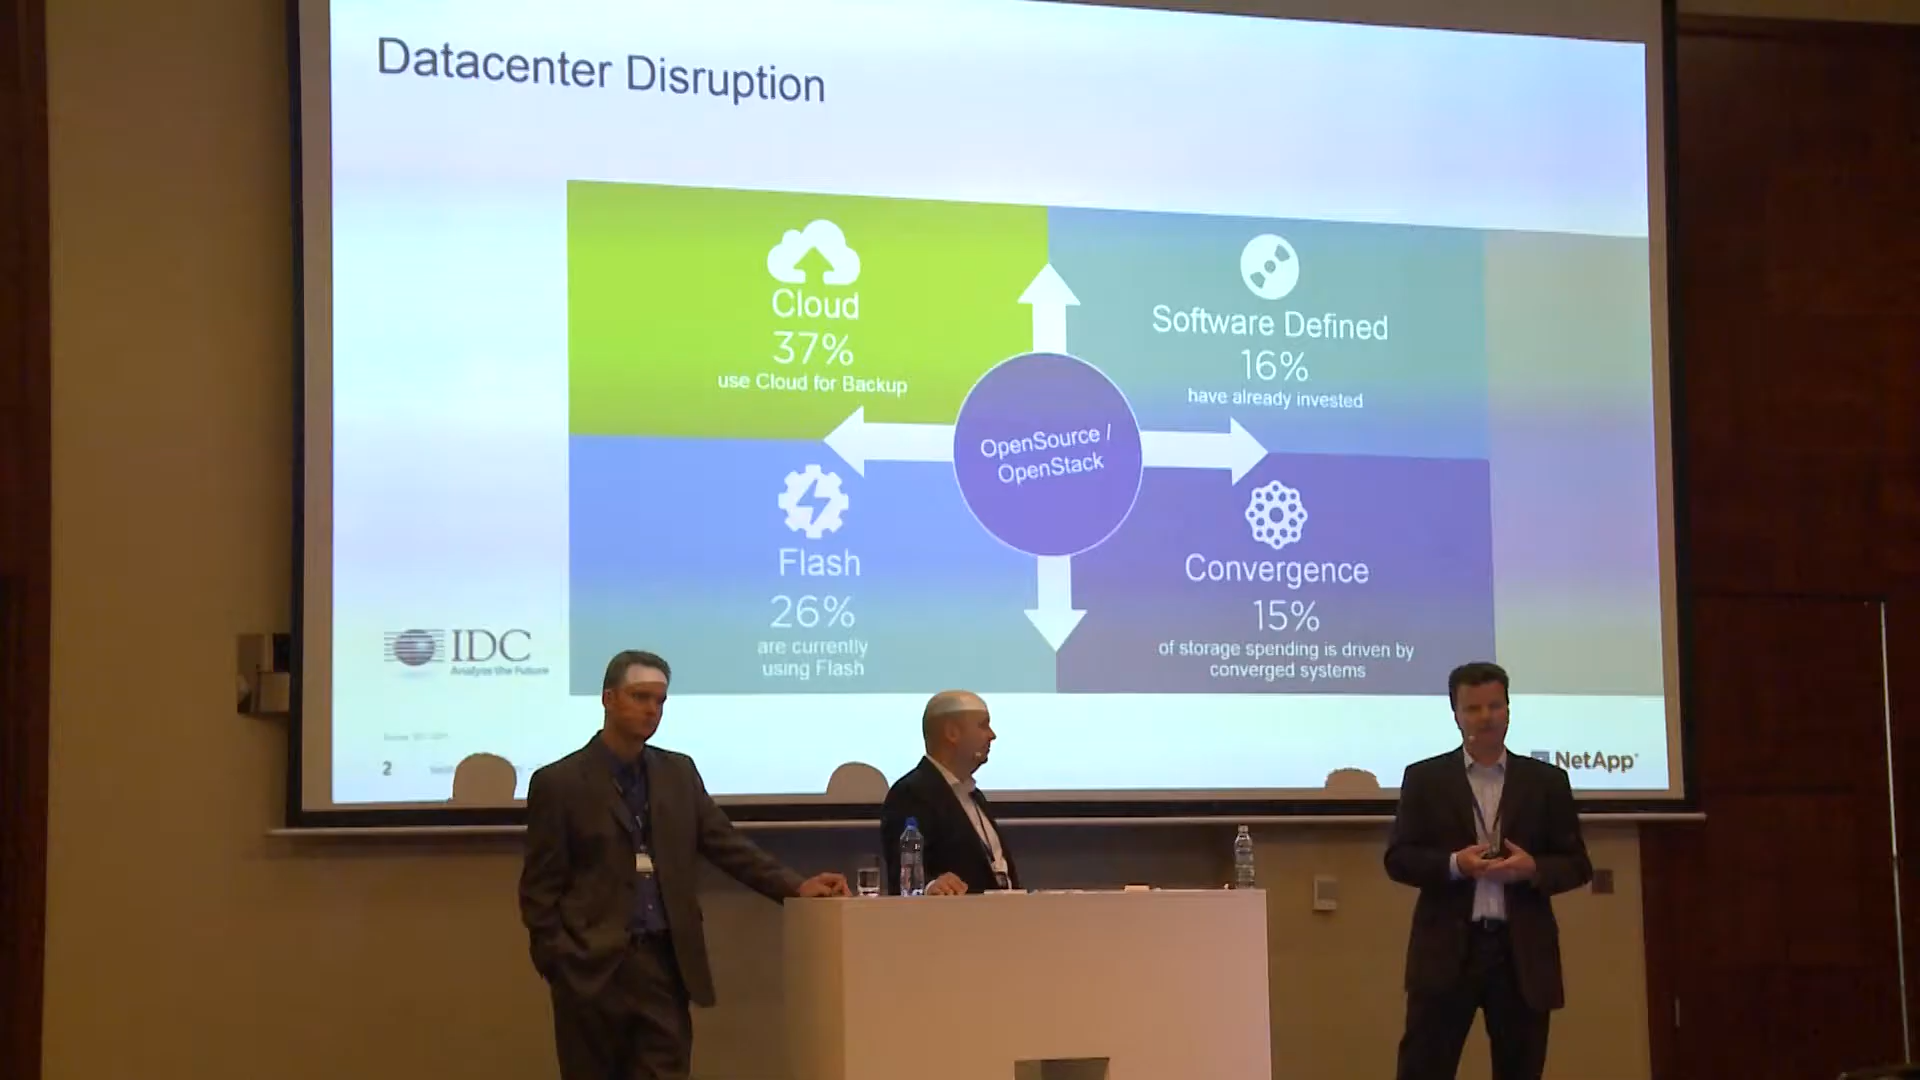 Datacenter Disruption
Cloud
37%
use Cloud for Backup
Software Defined
16%
have already invested
OpenSource /
OpenStack
Flash
26%
are currently
using Flash
Convergence
15%
of storage spending is driven by
converged systems
IDC
Analyze the Future
2
NetApp